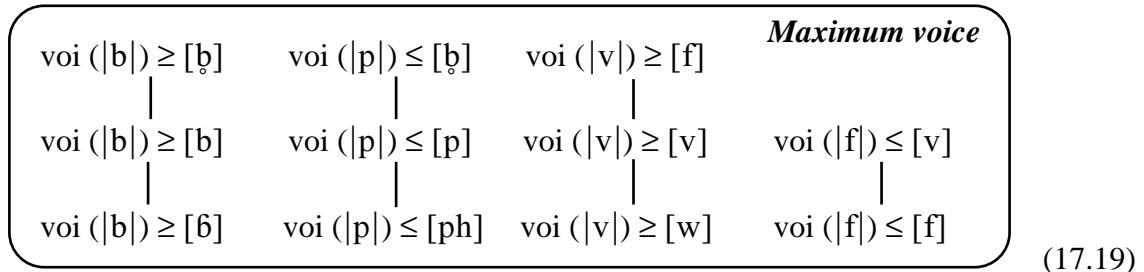 Maximum voice
voi (|b|) ≥ [b̥] voi (|p|) ≤ [b̥] voi (|v|) ≥ [f]
voi (|b|) ≥ [b] voi (|p|) ≤ [p] voi (|v|) ≥ [v] voi (|f|) ≤ [v]
voi (|b|) ≥ [ɓ] voi (|p|) ≤ [ph] voi (|v|) ≥ [w] voi (|f|) ≤ [f]
(17.19)